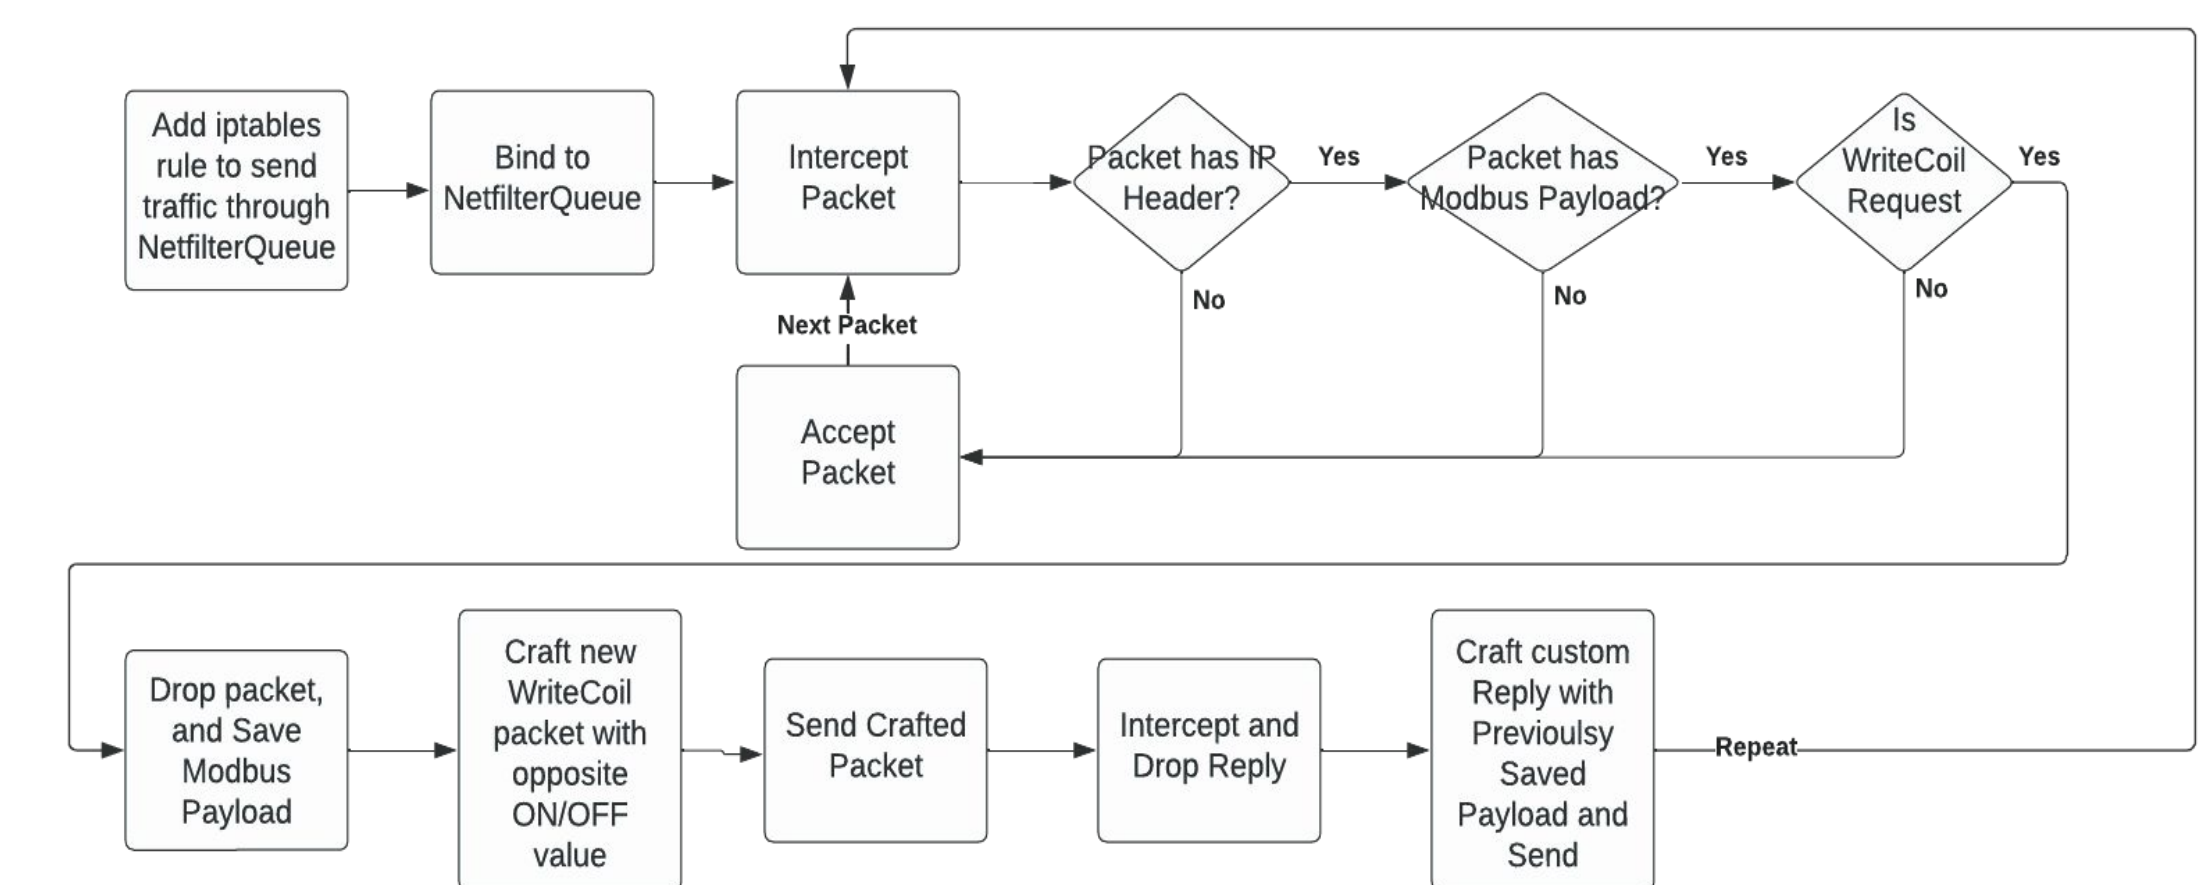 Add iptables
rule to send
traffic through
NetfilterQueue
Bind to
NetfilterQueue
Intercept
Packet
Packet has IP
Header?
Yes
Packet has
Modbus Payload?
Yes
Is
WriteCoil
Request
Yes
No
No
No
Next Packet
Accept
Packet
Drop packet,
and Save
Modbus
Payload
Craft new
WriteCoil
packet with
opposite
ON/OFF
value
Send Crafted
Packet
Intercept and
Drop Reply
Craft custom
Reply with
Previoulsy
Saved
Payload and
Send
Repeat